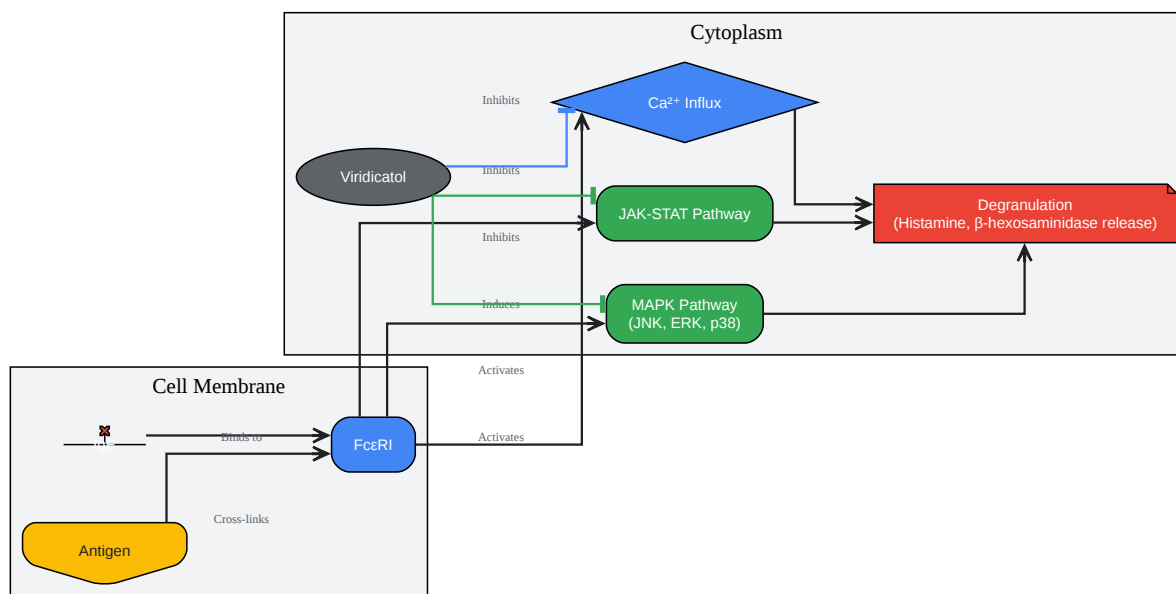 Cytoplasm
Inhibits
Ca²⁺ Influx
Viridicatol
Inhibits
JAK-STAT Pathway
Degranulation
(Histamine, β-hexosaminidase release)
Inhibits
Induces
MAPK Pathway
(JNK, ERK, p38)
Activates
Cell Membrane
IgE
Binds to
FcεRI
Activates
Cross-links
Antigen